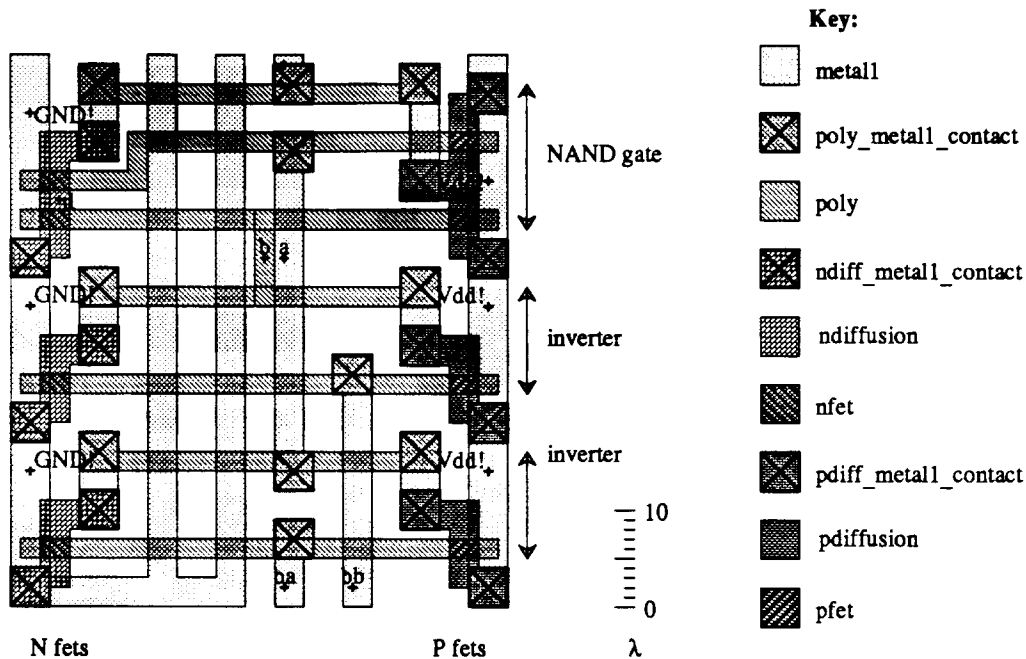 Key:
metal1
poly_metal1_contact
poly
ndiff_metal1_contact
ndiffusion
nfet
pdiff_metal1_contact
pdiffusion
pfet
GND!
NAND gate
b a
GND!
Vdd!
inverter
GND!
Vdd!
inverter
10
0
λ
bb
N fets
P fets